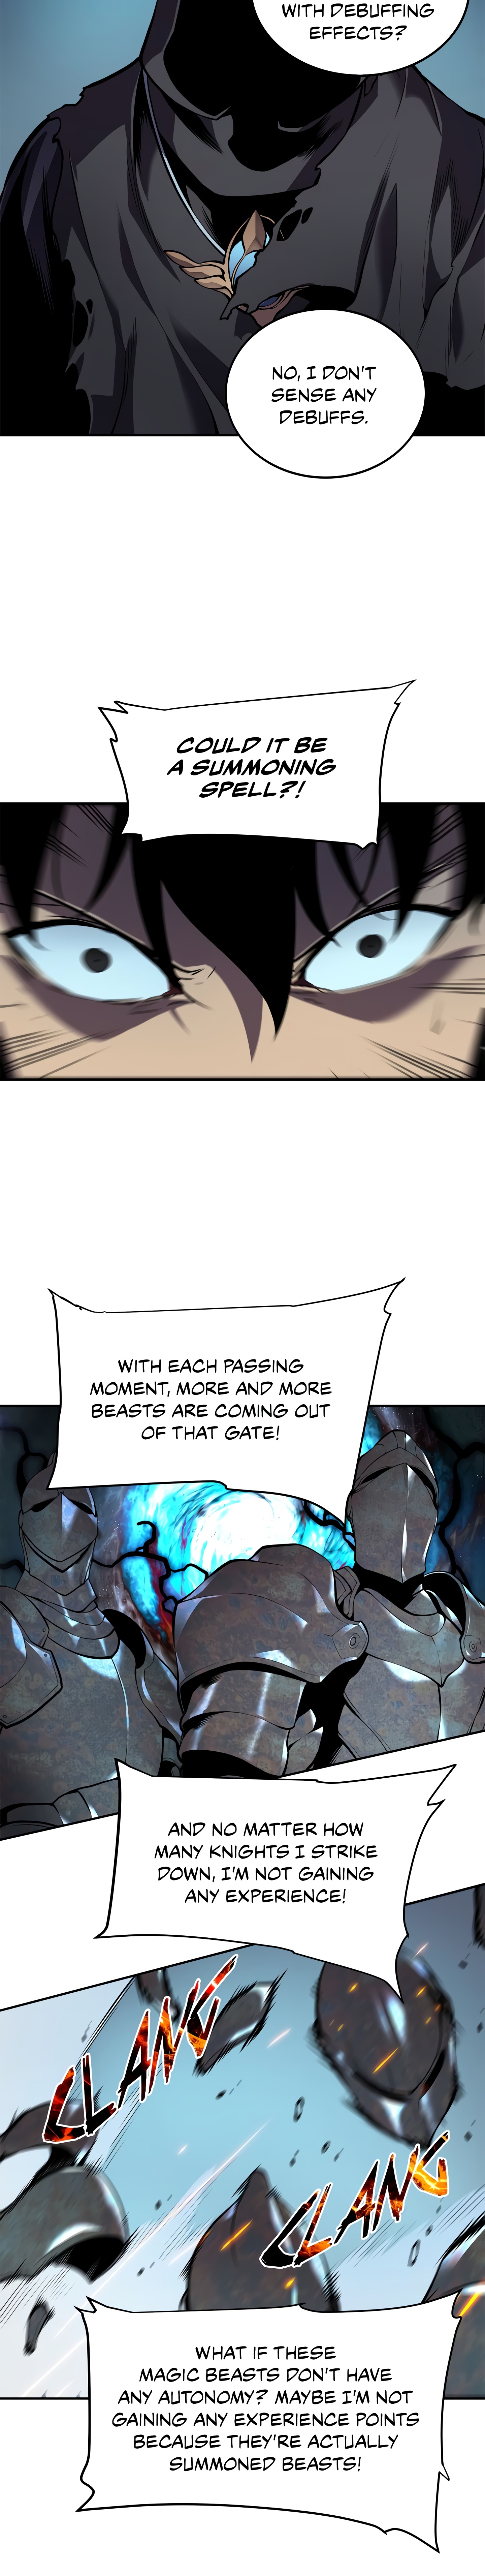 WITH DEBUFFING
EFFECTS?
NO, I DON'T
SENSE ANY
DEBUFFS.
COULD IT BE
A SUMMONING
SPELL?!
WITH EACH PASSING
MOMENT, MORE AND MORE
BEASTS ARE COMING OUT
OF THAT GATE!
AND NO MATTER HOW
MANY KNIGHTS I STRIKE
DOWN, I'M NOT GAINING
ANY EXPERIENCE!
CLANG
CLANG
WHAT IF THESE
MAGIC BEASTS DON'T HAVE
ANY AUTONOMY? MAYBE I'M NOT
GAINING ANY EXPERIENCE POINTS
BECAUSE THEY'RE ACTUALLY
SUMMONED BEASTS!